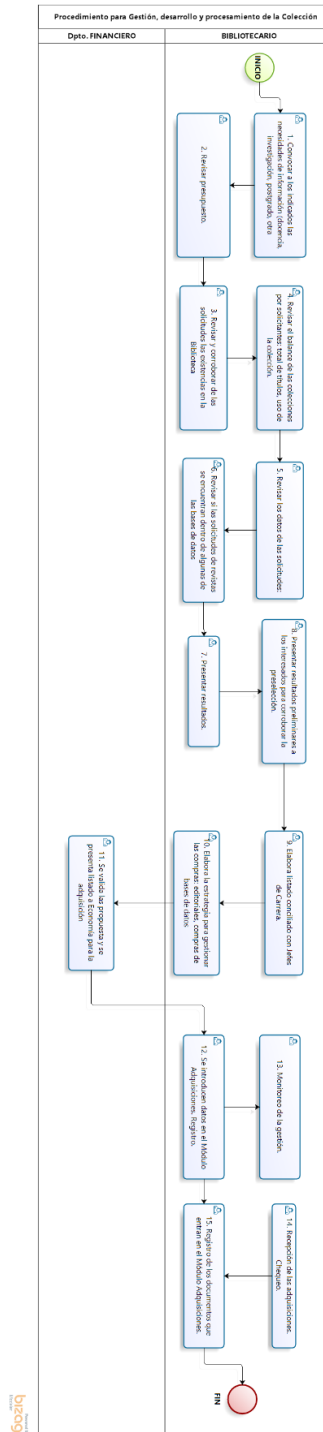 Procedimiento para Gestión, desarrollo y procesamiento de la Colección
Dpto. FINANCIERO
BIBLIOTECARIO
INICIO
1. Convocar a los indicados las
necesidades de información (docencia,
investigación, postgrado, otra
2. Revisar presupuesto.
3. Revisar y corroborar de las
solicitudes las existencias en la
Biblioteca
4. Revisar el balance de las colecciones
por solicitantes: total de títulos, uso de
la colección.
5. Revisar los datos de las solicitudes:
6. Revisar si las solicitudes de revistas
se encuentran dentro de algunas de
las bases de datos
7. Presentar resultados.
8. Presentar resultados preliminares a
los interesados para corroborar la
preselección.
9. Elabora listado conciliado con Jefes
de Carrera.
10. Elabora la estrategia para gestionar
las compras: editoriales, compras de
bases de datos
11. Se valida las propuesta y se
presenta listado a Economía para la
adquisición
12. Se introducen datos en el Módulo
Adquisiciones. Registro.
13. Monitoreo de la gestión.
14. Recepción de las adquisiciones.
Chequeo.
15. Registro de los documentos que
entran en el Módulo Adquisiciones.
FIN
bizagi